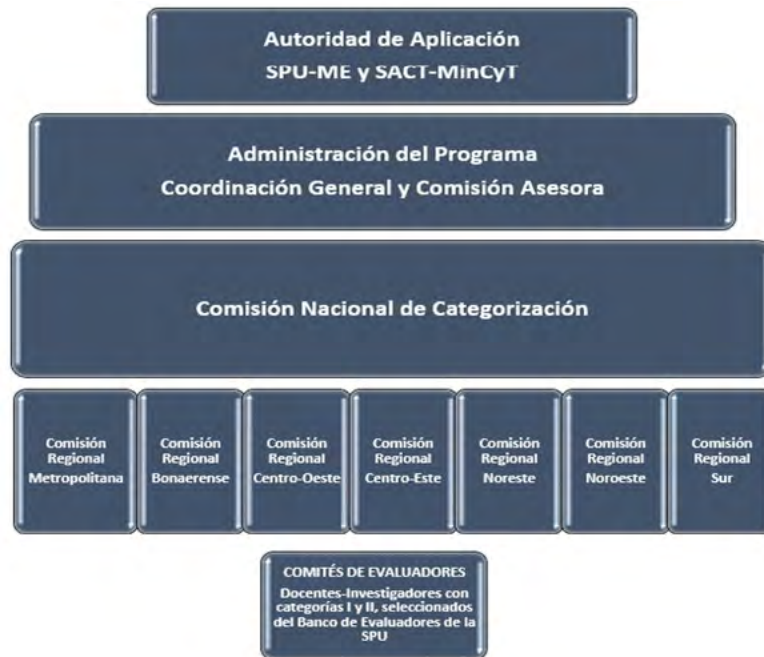 Autoridad de Aplicación
SPU-ME y SACT-MinCyT
Administración del Programa
Coordinación General y Comisión Asesora
Comisión Nacional de Categorización
Comisión
Regional
Metropolitana
Comisión
Regional
Bonaerense
Comisión
Regional
Centro-Oeste
Comisión
Regional
Centro-Este
Comisión
Regional
Noreste
Comisión
Regional
Noroeste
Comisión
Regional
Sur
COMITÉS DE EVALUADORES
Docentes-Investigadores con
categorías I y II, seleccionados
del Banco de Evaluadores de la
SPU